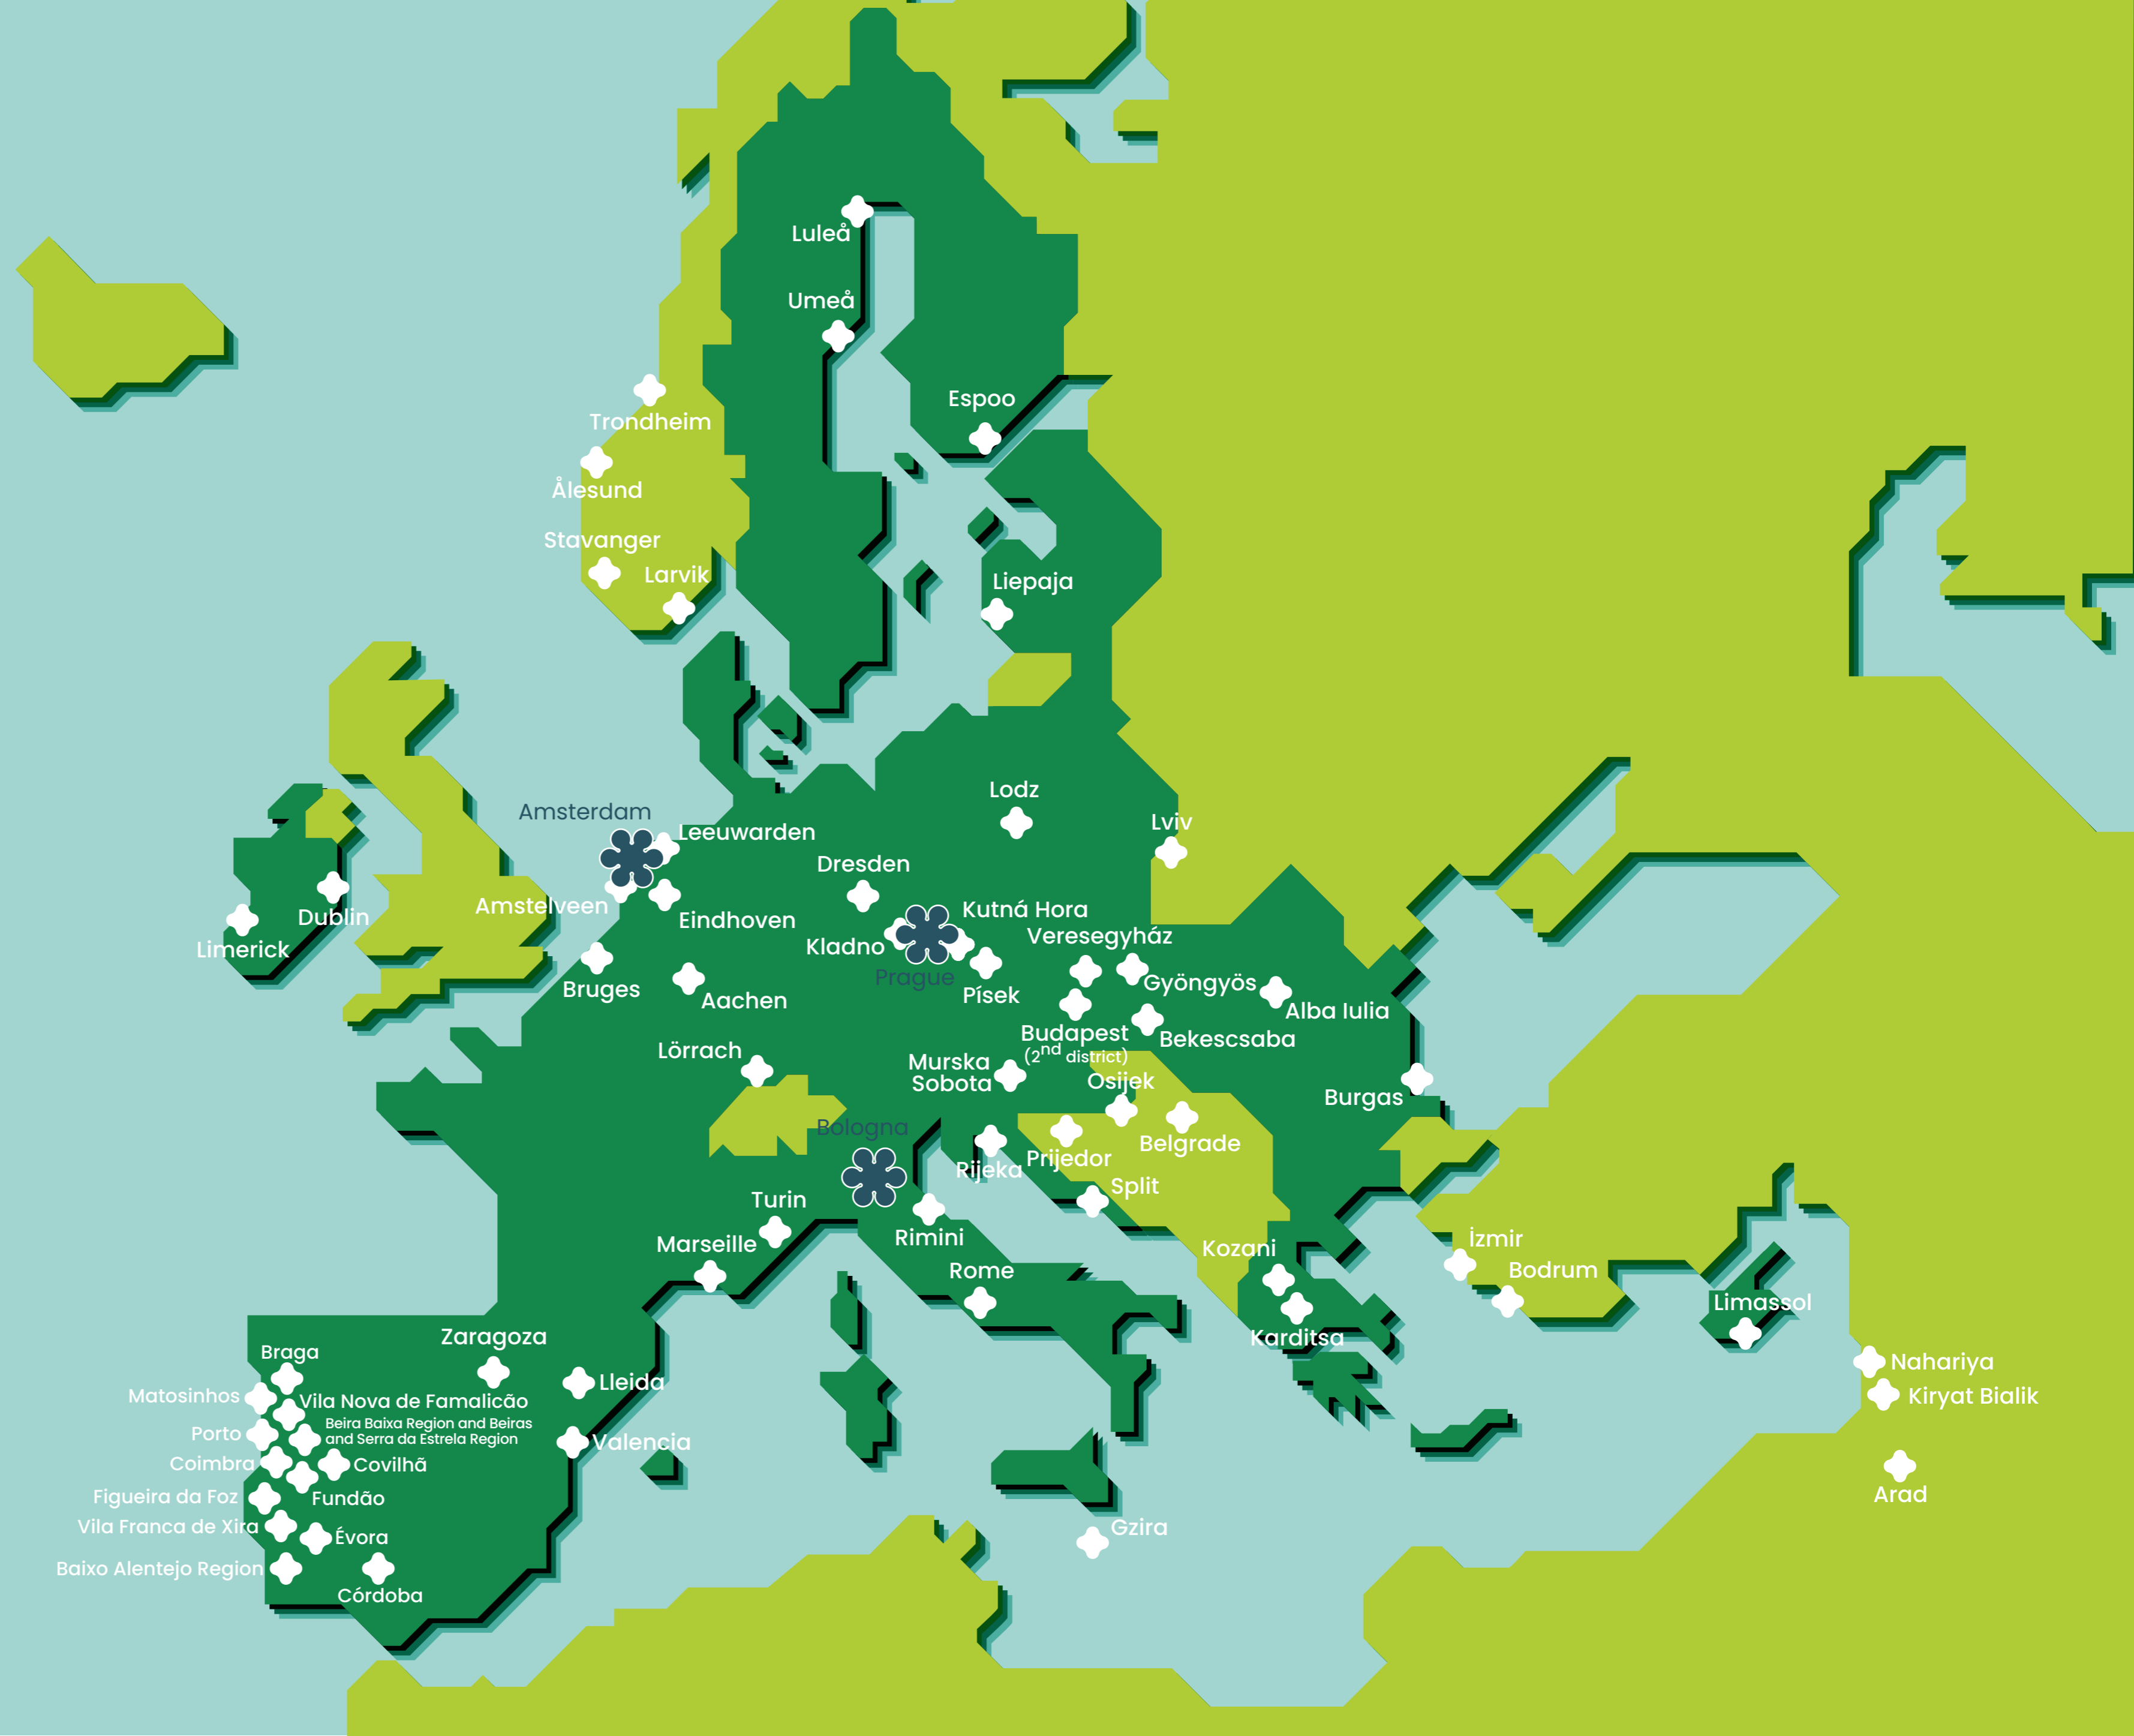 Luleå
Umeå
Espoo
Trondheim
Ålesund
Stavanger
Larvik
Liepaja
Lodz
Amsterdam
Leeuwarden
Lviv
Dresden
Amstelveen
Eindhoven
Kutná Hora
Dublin
Limerick
Kladno
Veresegyház
Prague
Gyöngyös
Bruges
Aachen
Písek
Alba Iulia
Budapest
(2nd district)
Bekescsaba
Lörrach
Murska
Sobota
Osijek
Burgas
Bologna
Belgrade
Prijedor
Rijeka
Split
Turin
Rimini
Marseille
Kozani
İzmir
Rome
Bodrum
Limassol
Zaragoza
Karditsa
Braga
Nahariya
Lleida
Matosinhos
Kiryat Bialik
Vila Nova de Famalicão
Beira Baixa Region and Beiras
and Serra da Estrela Region
Porto
Valencia
Coimbra
Covilhã
Figueira da Foz
Fundão
Arad
Vila Franca de Xira
Évora
Gzira
Baixo Alentejo Region
Córdoba